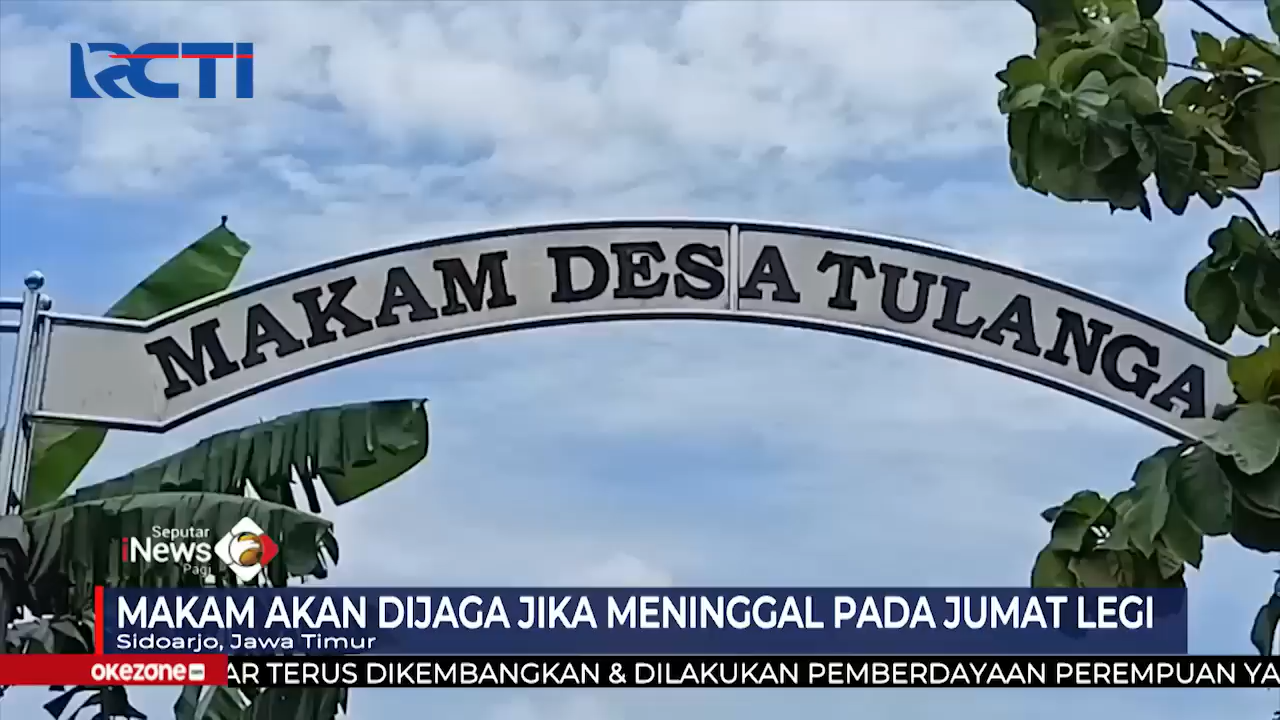 RCTI
MAKAM DESA TULANGA
Seputar
iNews
Pagi
MAKAM AKAN DIJAGA JIKA MENINGGAL PADA JUMAT LEGI
Sidoarjo, Jawa Timur
okezone
AR TERUS DIKEMBANGKAN & DILAKUKAN PEMBERDAYAAN PEREMPUAN YA